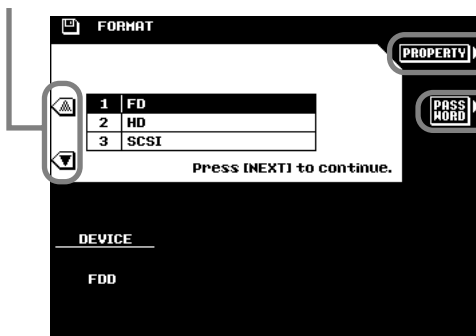 FORMAT
PROPERTY
1 FD
PASS
WORD
2 HD
3 SCSI
Press [NEXT] to continue.
DEVICE
FDD